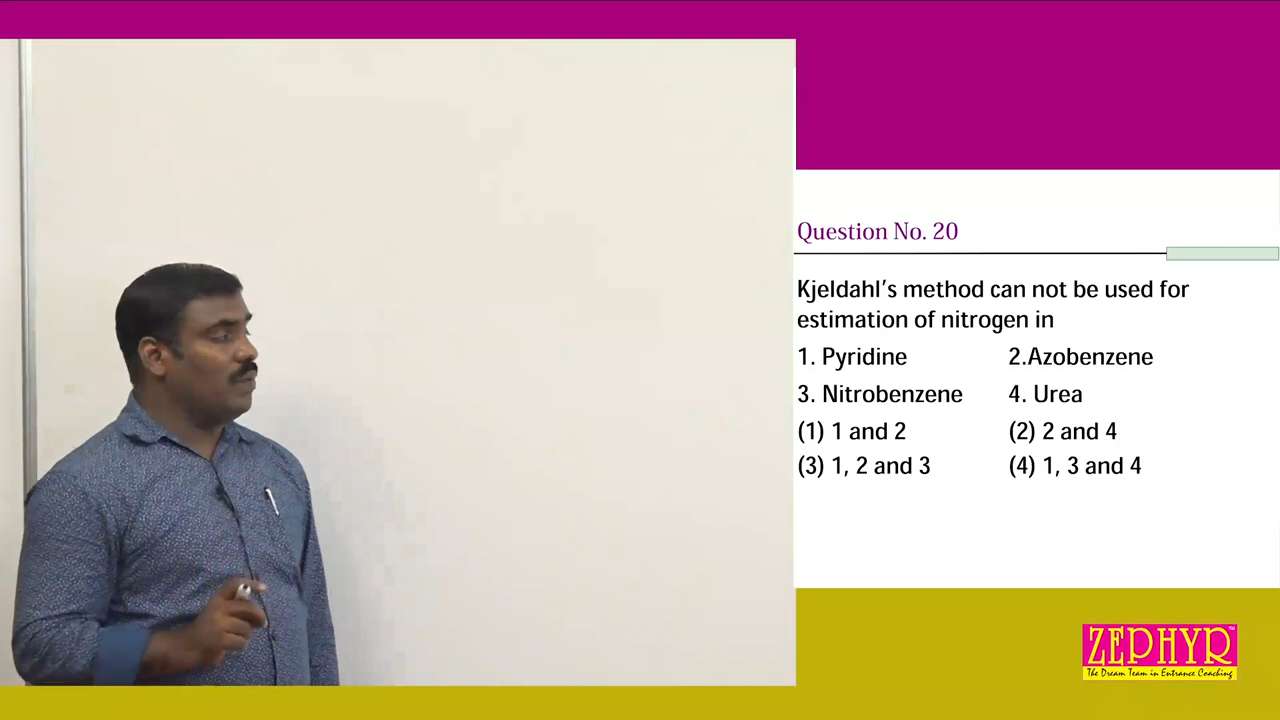 Question No. 20
Kjeldahl's method can not be used for
estimation of nitrogen in
1. Pyridine 2.Azobenzene
3. Nitrobenzene 4. Urea
(1) 1 and 2 (2) 2 and 4
(3) 1, 2 and 3 (4) 1, 3 and 4
ZEPHYR™
The Dream Team in Entrance Coaching